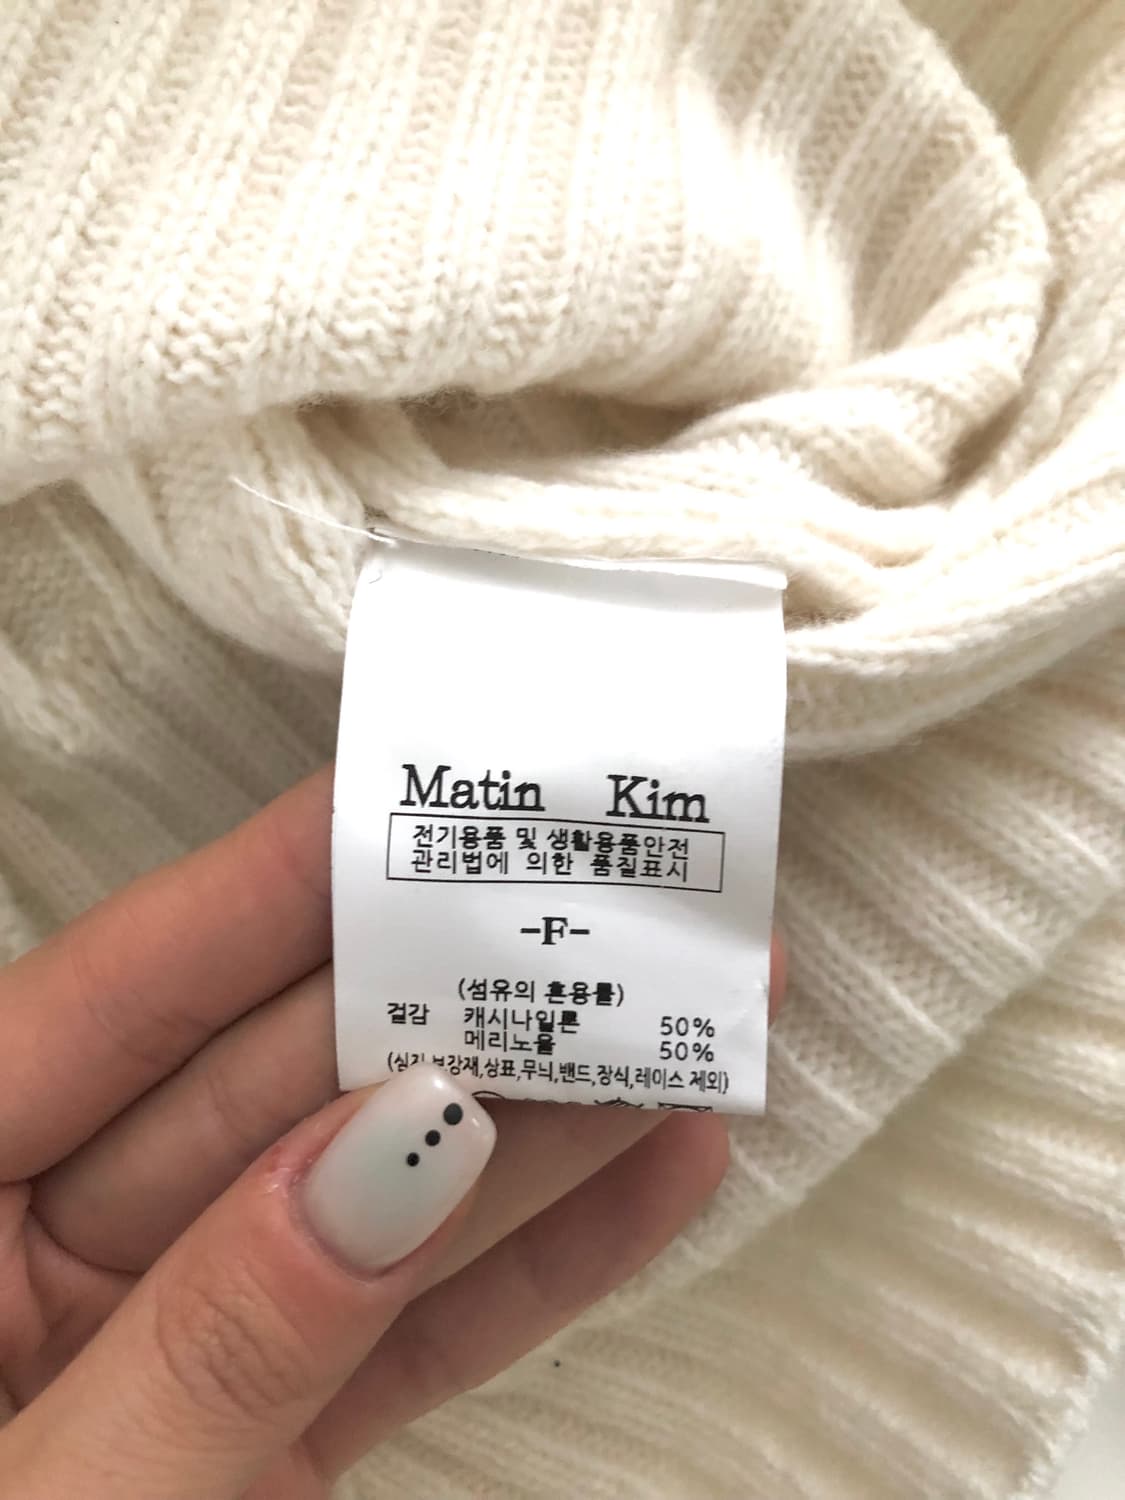 Matin Kim
전기용품 및 생활용품안전
관리법에 의한 품질표시
-F-
(섬유의 혼용률)
겉감 캐시나일론 50%
메리노울 50%
보강재,상표,무늬,밴드,장식,레이스 제외)